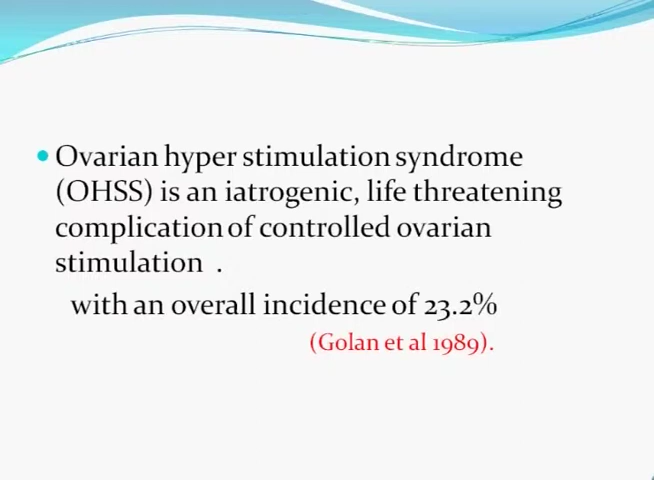 Ovarian hyper stimulation syndrome
(OHSS) is an iatrogenic, life threatening
complication of controlled ovarian
stimulation .
with an overall incidence of 23.2%
(Golan et al 1989).